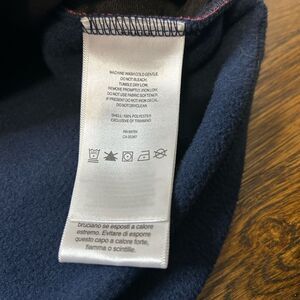 MACHINE WASH COLD GENTLE.
DO NOT BLEACH.
TUMBLE DRY LOW.
REMOVE PROMPTLY. IRON LOW.
DO NOT USE FABRIC SOFTENER.
DO NOT IRON DECAL.
DO NOT DRYCLEAN
SHELL: 100% POLYESTER
EXCLUSIVE OF TRIMMING
bruciano se esposti a calore
estremo. Evitare di esporre
questo capo a calore forte,
fiamma o scintille.